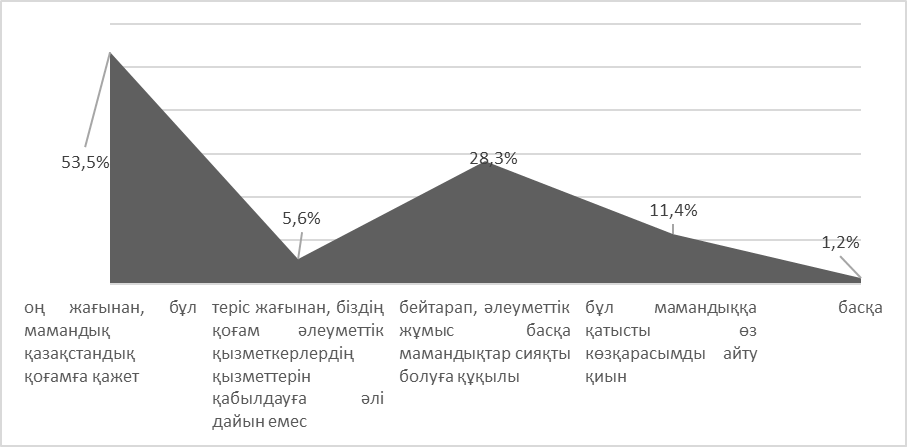 53,5%
5,6%
28,3%
11,4%
1,2%
оң жағынан, бұл
мамандық
қазақстандық
қоғамға қажет
теріс жағынан, біздің
қоғам әлеуметтік
қызметкерлердің
қызметтерін
қабылдауға әлі
дайын емес
бейтарап, әлеуметтік
жұмыс басқа
мамандықтар сияқты
болуға құқылы
бұл мамандыққа
қатысты өз
көзқарасымды айту
қиын
басқа